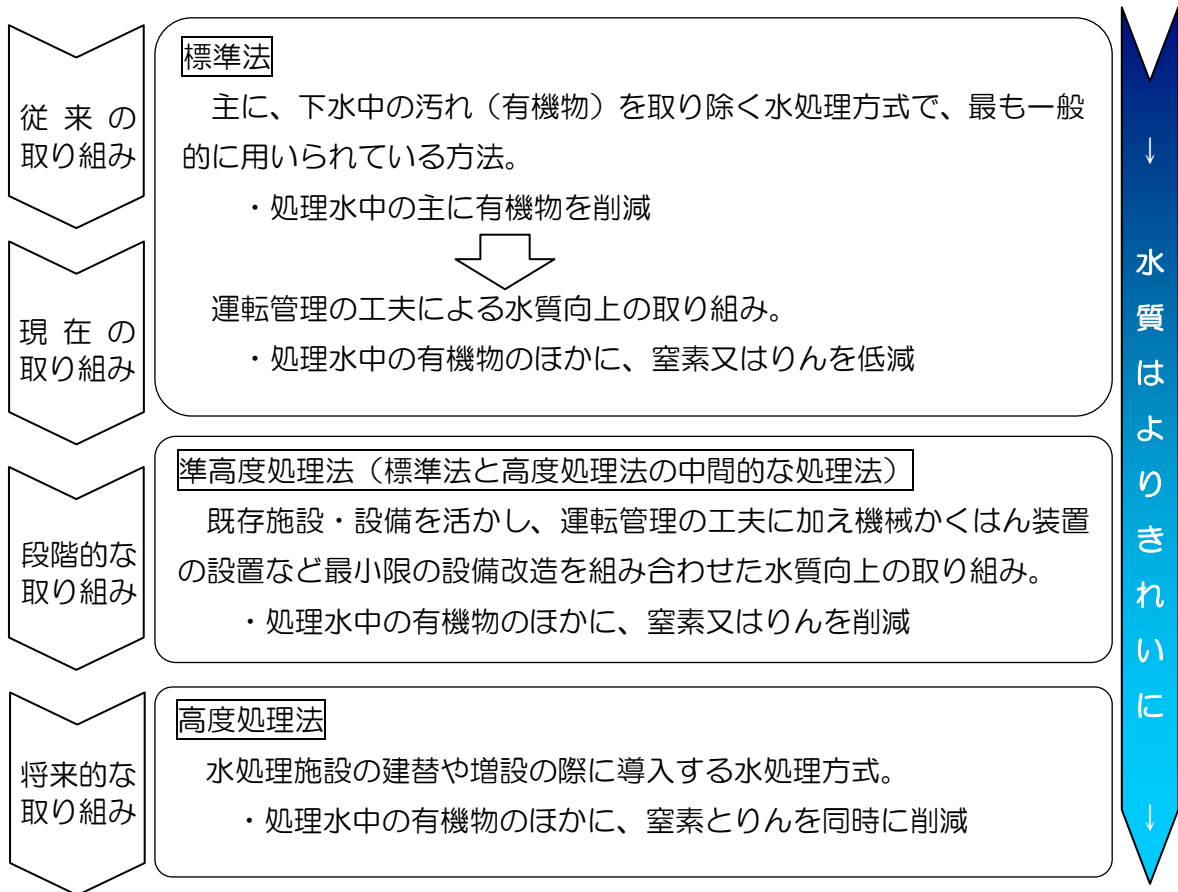 従来の
取り組み
標準法
主に、下水中の汚れ（有機物）を取り除く水処理方式で、最も一般
的に用いられている方法。
・処理水中の主に有機物を削減
現在の
取り組み
運転管理の工夫による水質向上の取り組み。
・処理水中の有機物のほかに、窒素又はりんを低減
段階的な
取り組み
準高度処理法（標準法と高度処理法の中間的な処理法）
既存施設・設備を活かし、運転管理の工夫に加え機械かくはん装置
の設置など最小限の設備改造を組み合わせた水質向上の取り組み。
・処理水中の有機物のほかに、窒素又はりんを削減
将来的な
取り組み
高度処理法
水処理施設の建替や増設の際に導入する水処理方式。
・処理水中の有機物のほかに、窒素とりんを同時に削減
↓水質はよりきれいに↓